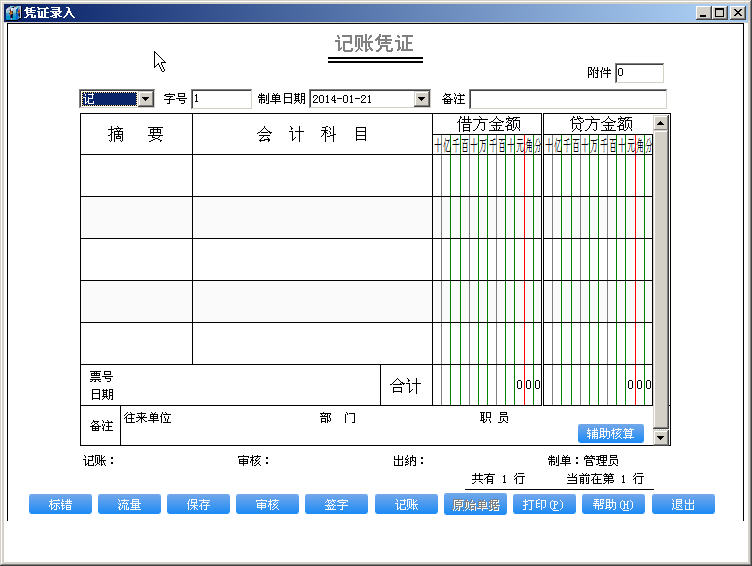 凭证录入
记账凭证
附件 0
记 字号 1 制单日期 2014-01-21 备注
摘 要 会 计 科 目 借方金额 贷方金额
十亿千百十万千百十元角分 十亿千百十万千百十元角分
票号
日期
合计 000 000
备注 往来单位 部 门 职 员
辅助核算
记账： 审核： 出纳： 制单：管理员
共有 1 行 当前在第 1 行
标错 流量 保存 审核 签字 记账 原始单据 打印(P) 帮助(H) 退出